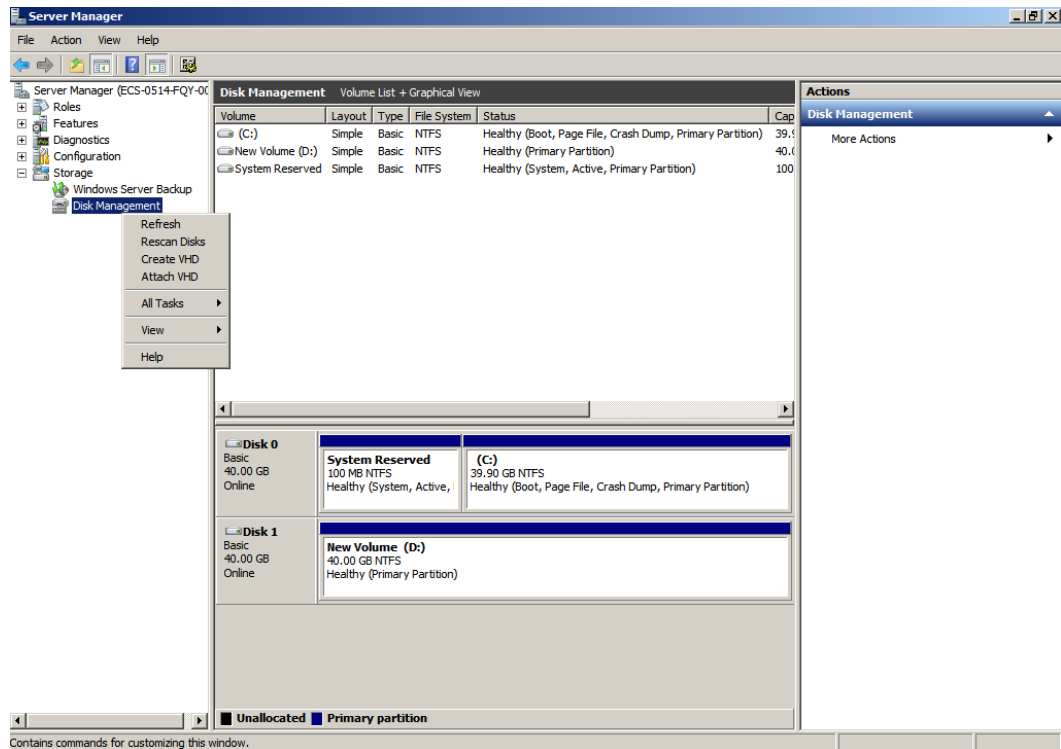 Server Manager
File Action View Help
Server Manager (ECS-0514-FQY-00
Roles
Features
Diagnostics
Configuration
Storage
Windows Server Backup
Disk Management
Refresh
Rescan Disks
Create VHD
Attach VHD
All Tasks
View
Help
Disk Management Volume List + Graphical View
Volume Layout Type File System Status Cap
(C:) Simple Basic NTFS Healthy (Boot, Page File, Crash Dump, Primary Partition) 39.9
New Volume (D:) Simple Basic NTFS Healthy (Primary Partition) 40.0
System Reserved Simple Basic NTFS Healthy (System, Active, Primary Partition) 100
Disk 0
Basic
40.00 GB
Online
System Reserved
100 MB NTFS
Healthy (System, Active,
(C:)
39.90 GB NTFS
Healthy (Boot, Page File, Crash Dump, Primary Partition)
Disk 1
Basic
40.00 GB
Online
New Volume (D:)
40.00 GB NTFS
Healthy (Primary Partition)
Unallocated Primary partition
Actions
Disk Management
More Actions
Contains commands for customizing this window.